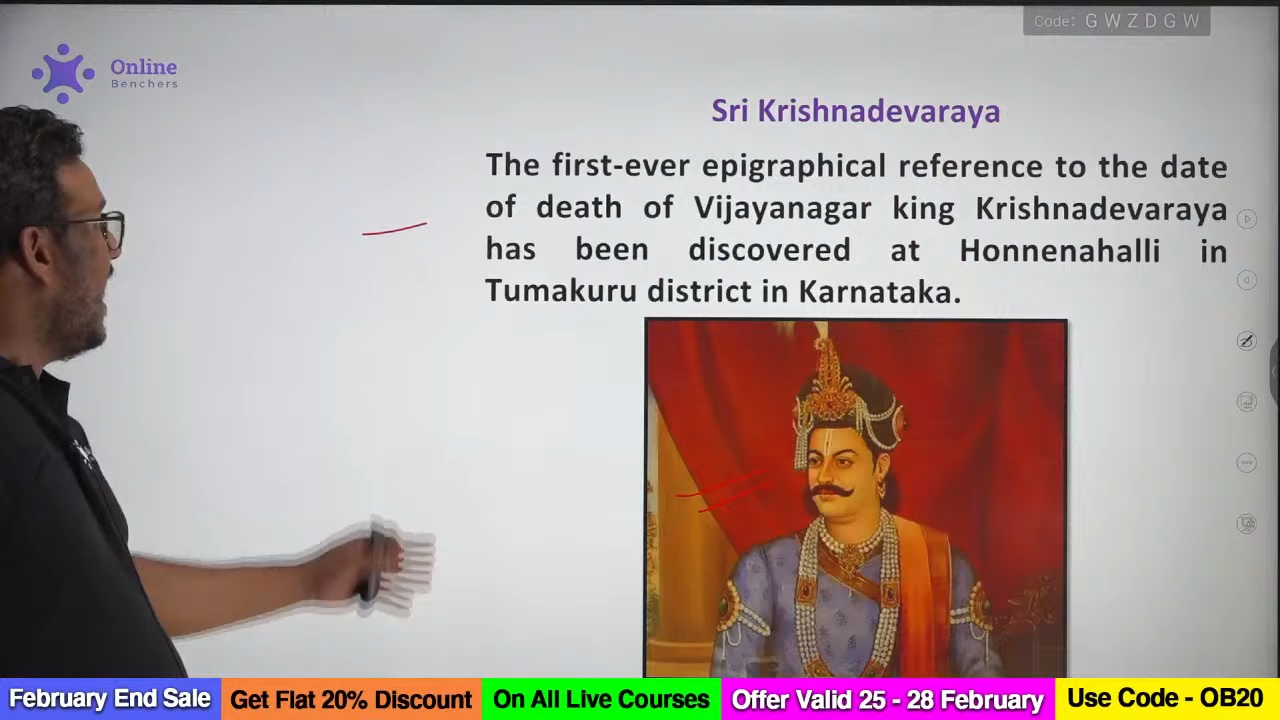 Code: G W Z D G W
Online
Benchers
Sri Krishnadevaraya
The first-ever epigraphical reference to the date
of death of Vijayanagar king Krishnadevaraya
has been discovered at Honnenahalli in
Tumakuru district in Karnataka.
February End Sale Get Flat 20% Discount On All Live Courses Offer Valid 25 - 28 February Use Code - OB20